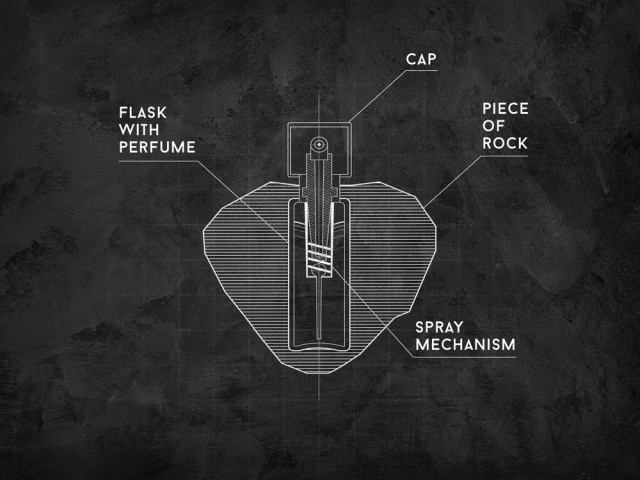 CAP
FLASK
WITH
PERFUME
PIECE
OF
ROCK
SPRAY
MECHANISM